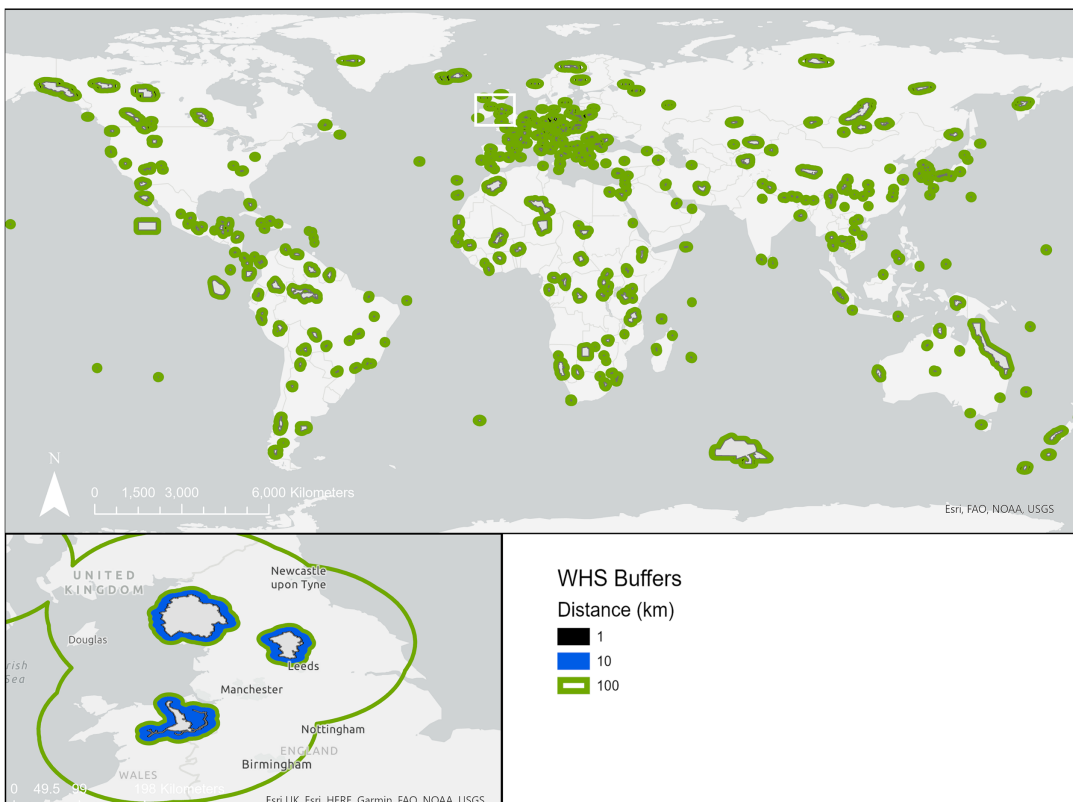 N
0 1,500 3,000 6,000 Kilometers
Esri, FAO, NOAA, USGS
UNITED
KINGDOM
Newcastle
upon Tyne
Douglas
rish
Sea
Leeds
Manchester
Nottingham
ENGLAND
Birmingham
WALES
0 49.5 99 198 Kilometers
Esri UK, Esri, HERE, Garmin, FAO, NOAA, USGS
WHS Buffers
Distance (km)
1
10
100